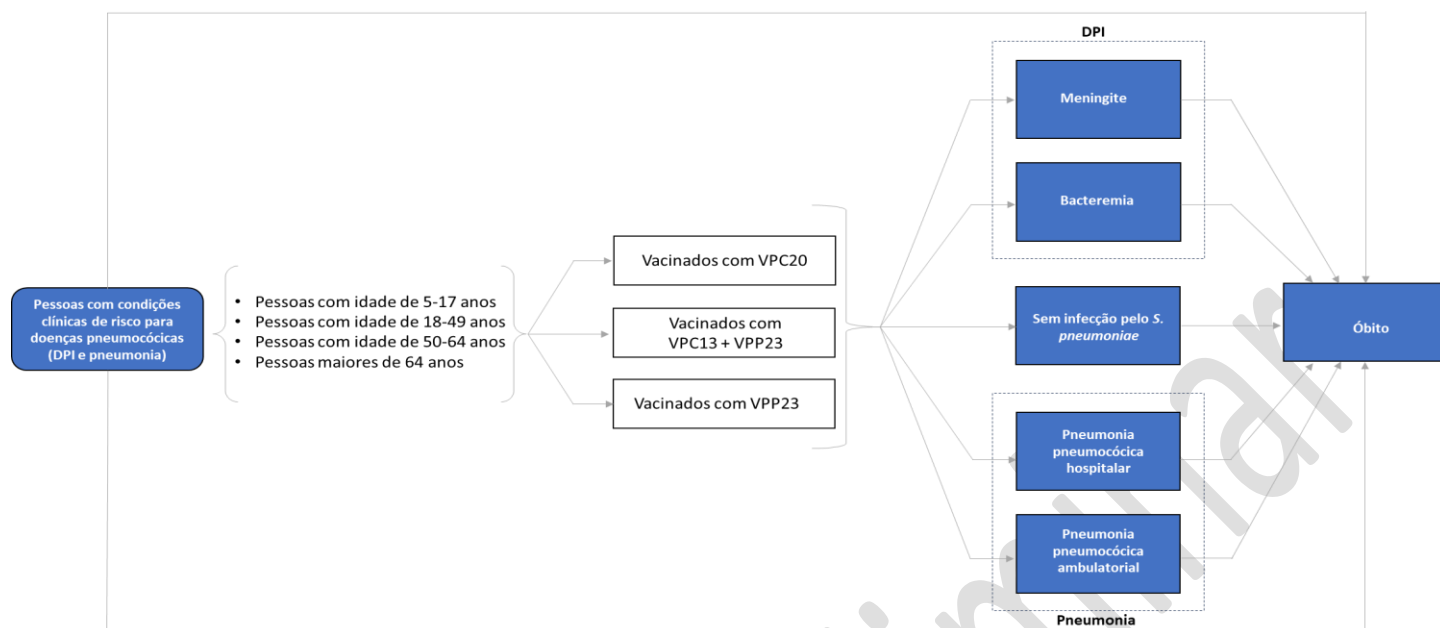 DPI
Meningite
Bacteremia
Vacinados com VPC20
Pessoas com condições
clínicas de risco para
doenças pneumocócicas
(DPI e pneumonia)
• Pessoas com idade de 5-17 anos
• Pessoas com idade de 18-49 anos
• Pessoas com idade de 50-64 anos
• Pessoas maiores de 64 anos
Vacinados com
VPC13 + VPP23
Sem infecção pelo S.
pneumoniae
Óbito
Vacinados com VPP23
Pneumonia
pneumocócica
hospitalar
Pneumonia
pneumocócica
ambulatorial
Pneumonia